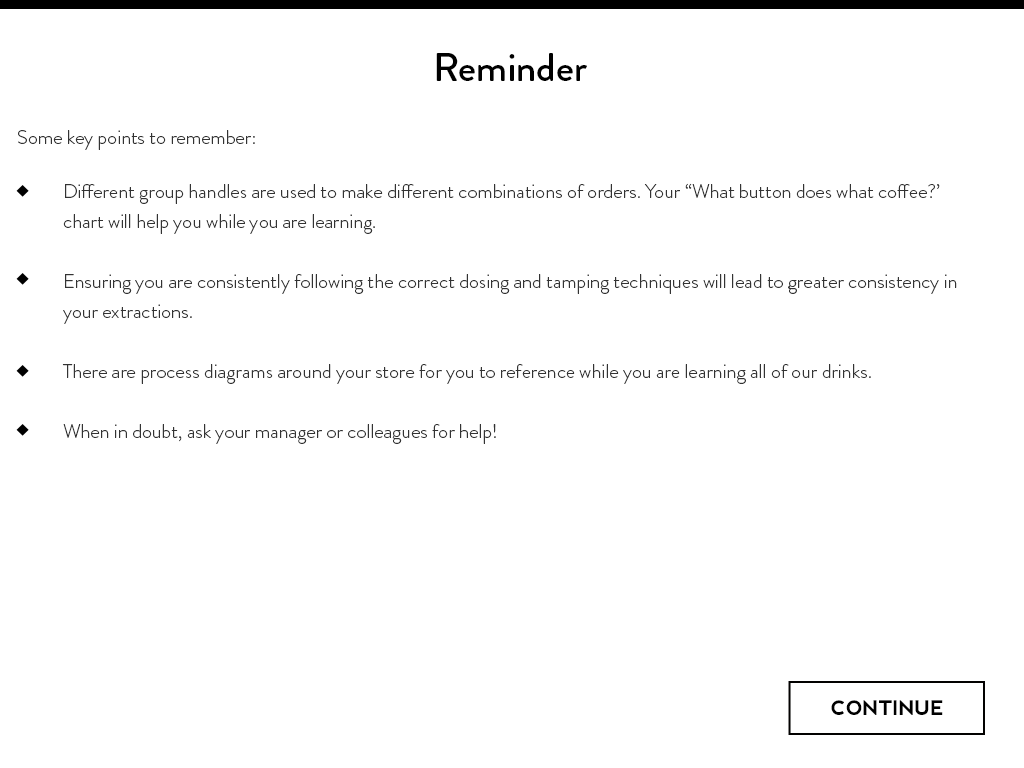 Reminder
Some key points to remember:
◆ Different group handles are used to make different combinations of orders. Your “What button does what coffee?’
chart will help you while you are learning.
◆ Ensuring you are consistently following the correct dosing and tamping techniques will lead to greater consistency in
your extractions.
◆ There are process diagrams around your store for you to reference while you are learning all of our drinks.
◆ When in doubt, ask your manager or colleagues for help!
CONTINUE